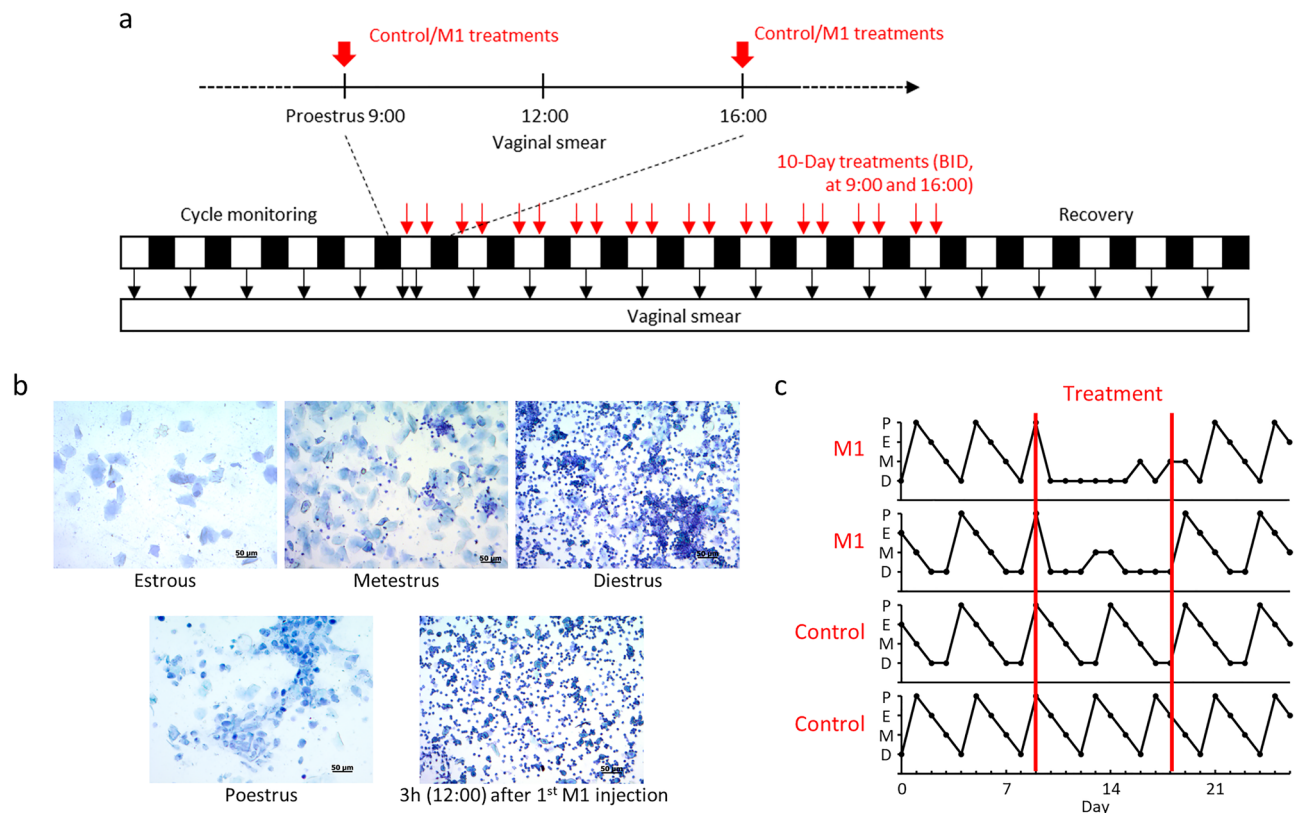 a
Control/M1 treatments
Control/M1 treatments
Proestrus 9:00
12:00
16:00
Vaginal smear
10-Day treatments (BID,
at 9:00 and 16:00)
Cycle monitoring
Recovery
Vaginal smear
b
50 µm
50 µm
50 µm
Estrous
Metestrus
Diestrus
50 µm
50 µm
Poestrus
3h (12:00) after 1st M1 injection
c
Treatment
M1
P
E
M
D
M1
P
E
M
D
Control
P
E
M
D
Control
P
E
M
D
0
7
14
21
Day